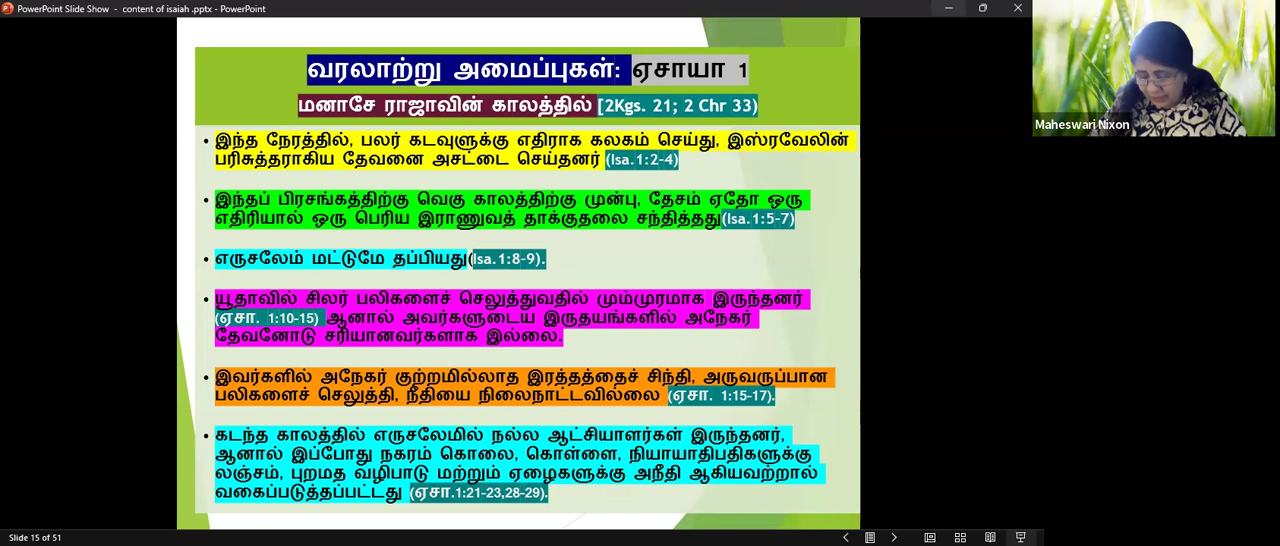 PowerPoint Slide Show - content of isaiah .pptx - PowerPoint
வரலாற்று அமைப்புகள்: ஏசாயா 1
மனாசே ராஜாவின் காலத்தில் [2Kgs. 21; 2 Chr 33)
• இந்த நேரத்தில், பலர் கடவுளுக்கு எதிராக கலகம் செய்து, இஸ்ரவேலின்
பரிசுத்தராகிய தேவனை அசட்டை செய்தனர் (Isa.1:2-4)
• இந்தப் பிரசங்கத்திற்கு வெகு காலத்திற்கு முன்பு, தேசம் ஏதோ ஒரு
எதிரியால் ஒரு பெரிய இராணுவத் தாக்குதலை சந்தித்தது(Isa.1:5-7)
• எருசலேம் மட்டுமே தப்பியது(Isa.1:8-9).
• யூதாவில் சிலர் பலிகளைச் செலுத்துவதில் மும்முரமாக இருந்தனர்
(ஏசா. 1:10-15) ஆனால் அவர்களுடைய இருதயங்களில் அநேகர்
தேவனோடு சரியானவர்களாக இல்லை.
• இவர்களில் அநேகர் குற்றமில்லாத இரத்தத்தைச் சிந்தி, அருவருப்பான
பலிகளைச் செலுத்தி, நீதியை நிலைநாட்டவில்லை (ஏசா. 1:15-17).
• கடந்த காலத்தில் எருசலேமில் நல்ல ஆட்சியாளர்கள் இருந்தனர்,
ஆனால் இப்போது நகரம் கொலை, கொள்ளை, நியாயாதிபதிகளுக்கு
லஞ்சம், புறமத வழிபாடு மற்றும் ஏழைகளுக்கு அநீதி ஆகியவற்றால்
வகைப்படுத்தப்பட்டது (ஏசா.1:21-23,28-29).
Maheswari Nixon
Slide 15 of 51